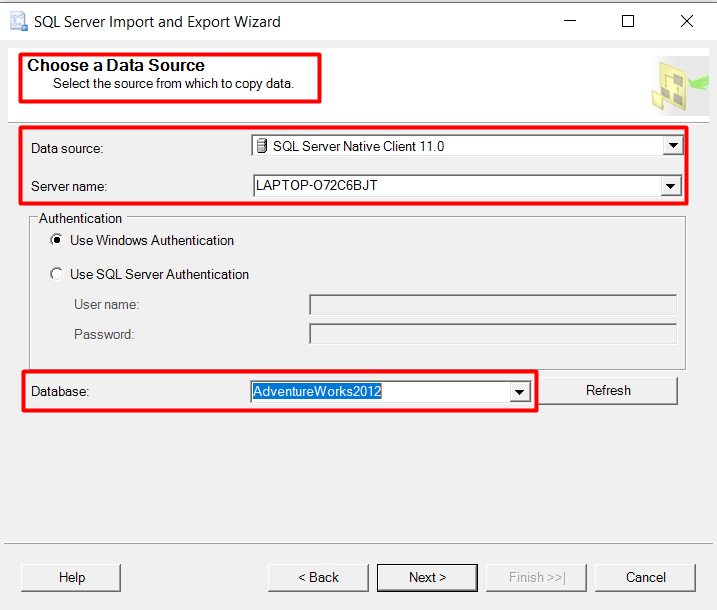 SQL Server Import and Export Wizard
Choose a Data Source
Select the source from which to copy data.
Data source: SQL Server Native Client 11.0
Server name: LAPTOP-O72C6BJT
Authentication
Use Windows Authentication
Use SQL Server Authentication
User name:
Password:
Database: AdventureWorks2012 Refresh
Help < Back Next > Finish >>| Cancel